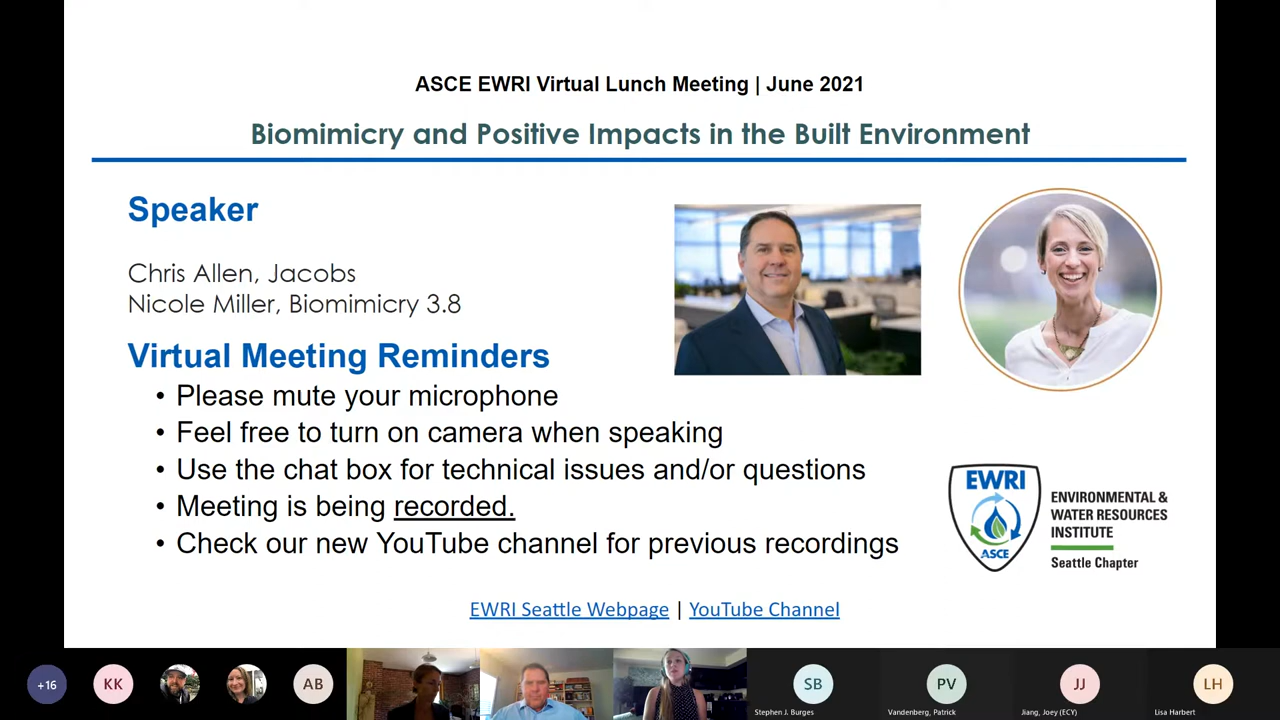 ASCE EWRI Virtual Lunch Meeting | June 2021
Biomimicry and Positive Impacts in the Built Environment
Speaker
Chris Allen, Jacobs
Nicole Miller, Biomimicry 3.8
Virtual Meeting Reminders
• Please mute your microphone
• Feel free to turn on camera when speaking
• Use the chat box for technical issues and/or questions
• Meeting is being recorded.
• Check our new YouTube channel for previous recordings
EWRI
ASCE
ENVIRONMENTAL &
WATER RESOURCES
INSTITUTE
Seattle Chapter
EWRI Seattle Webpage | YouTube Channel
+16
KK
AB
SB
PV
JJ
LH
Stephen J. Burges
Vandenberg, Patrick
Jiang, Joey (ECY)
Lisa Harbert